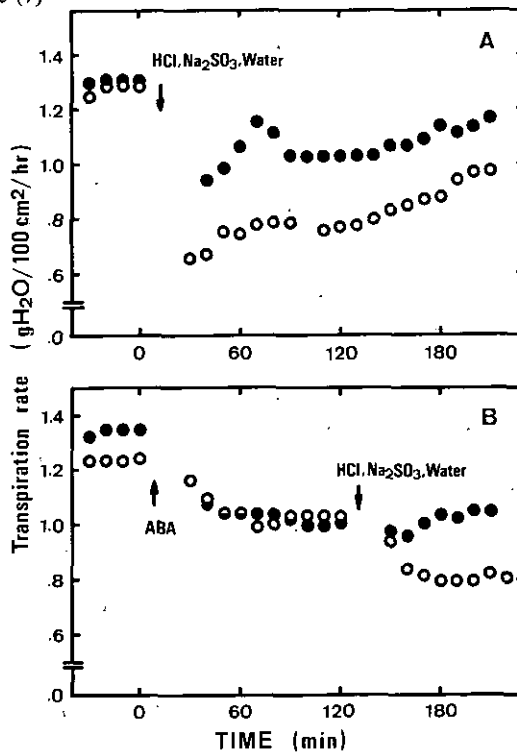 A
HCl,Na2SO3,Water
1.4
1.2
1.0
.8
.6
.0
0 60 120 180
Transpiration rate (gH2O/100 cm2/hr)
B
HCl,Na2SO3,Water
ABA
1.4
1.2
1.0
.8
.6
.0
0 60 120 180
TIME (min)